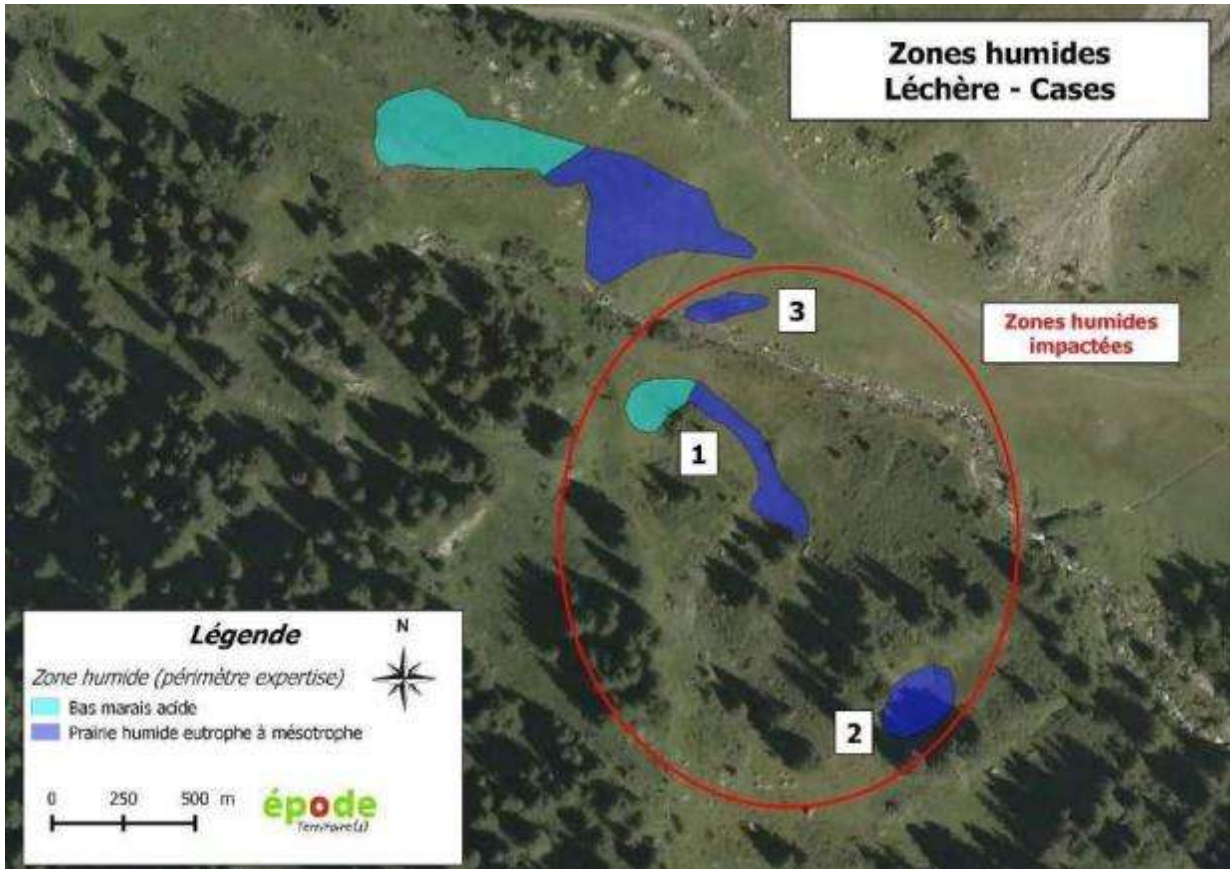 Zones humides
Léchère - Cases
3
Zones humides
impactées
1
2
Légende
N
Zone humide (périmètre expertise)
Bas marais acide
Prairie humide eutrophe à mésotrophe
0 250 500 m
épode
Territoire(s)